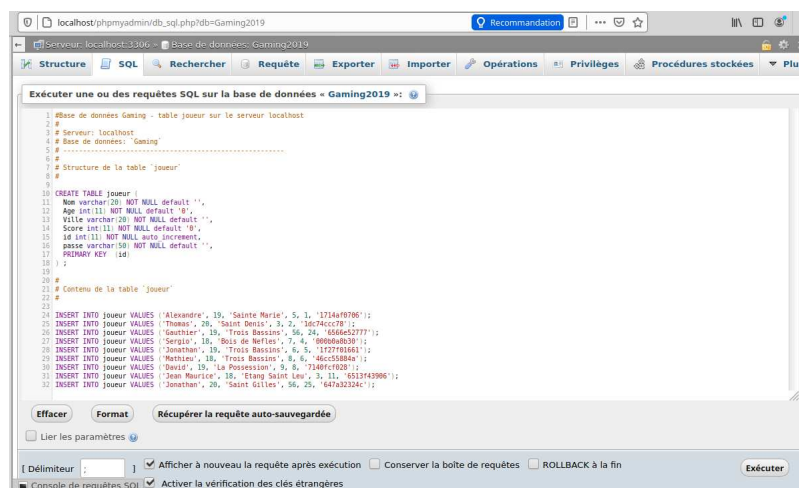 localhost/phpmyadmin/db_sql.php?db=Gaming2019 Recommandation
Serveur: localhost:3306 » Base de données: Gaming2019
Structure SQL Rechercher Requête Exporter Importer Opérations Privilèges Procédures stockées Plu
Exécuter une ou des requêtes SQL sur la base de données « Gaming2019 »:
1 #Base de données Gaming - table joueur sur le serveur localhost
2 #
3 # Serveur: localhost
4 # Base de données: `Gaming`
5 # --------------------------------------------------------
6 #
7 # Structure de la table `joueur`
8 #
9
10 CREATE TABLE joueur (
11 Nom varchar(20) NOT NULL default '',
12 Age int(11) NOT NULL default '0',
13 Ville varchar(20) NOT NULL default '',
14 Score int(11) NOT NULL default '0',
15 id int(11) NOT NULL auto_increment,
16 passe varchar(50) NOT NULL default '',
17 PRIMARY KEY (id)
18 ) ;
19
20 #
21 # Contenu de la table `joueur`
22 #
23
24 INSERT INTO joueur VALUES ('Alexandre', 19, 'Sainte Marie', 5, 1, '1714af0706');
25 INSERT INTO joueur VALUES ('Thomas', 20, 'Saint Denis', 3, 2, '1dc74ccc78');
26 INSERT INTO joueur VALUES ('Gauthier', 19, 'Trois Bassins', 56, 24, '6566e52777');
27 INSERT INTO joueur VALUES ('Sergio', 18, 'Bois de Nefles', 7, 4, '000b0a0b30');
28 INSERT INTO joueur VALUES ('Jonathan', 19, 'Trois Bassins', 6, 5, '1f27f01661');
29 INSERT INTO joueur VALUES ('Mathieu', 18, 'Trois Bassins', 8, 6, '46cc55884a');
30 INSERT INTO joueur VALUES ('David', 19, 'La Possession', 9, 8, '7140fcf028');
31 INSERT INTO joueur VALUES ('Jean Maurice', 18, 'Etang Saint Leu', 3, 11, '6513f43906');
32 INSERT INTO joueur VALUES ('Jonathan', 20, 'Saint Gilles', 56, 25, '647a32324c');
Effacer Format Récupérer la requête auto-sauvegardée
Lier les paramètres
[ Délimiteur ; ] Afficher à nouveau la requête après exécution Conserver la boîte de requêtes ROLLBACK à la fin Exécuter
Console de requêtes SQL Activer la vérification des clés étrangères